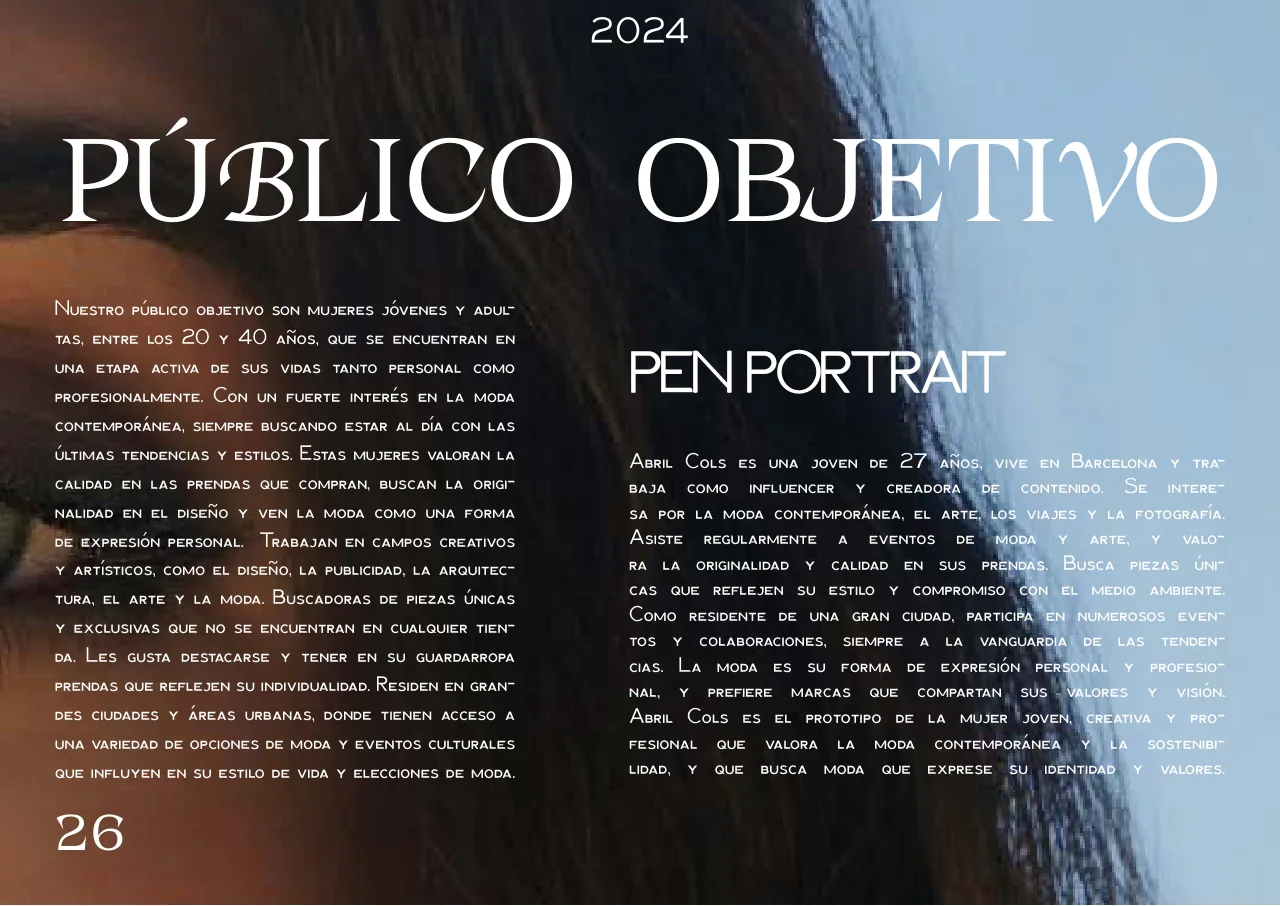 2024
PÚBLICO OBJETIVO
Nuestro público objetivo son mujeres jóvenes y adul-
tas, entre los 20 y 40 años, que se encuentran en
una etapa activa de sus vidas tanto personal como
profesionalmente. Con un fuerte interés en la moda
contemporánea, siempre buscando estar al día con las
últimas tendencias y estilos. Estas mujeres valoran la
calidad en las prendas que compran, buscan la origi-
nalidad en el diseño y ven la moda como una forma
de expresión personal. Trabajan en campos creativos
y artísticos, como el diseño, la publicidad, la arquitec-
tura, el arte y la moda. Buscadoras de piezas únicas
y exclusivas que no se encuentran en cualquier tien-
da. Les gusta destacarse y tener en su guardarropa
prendas que reflejen su individualidad. Residen en gran-
des ciudades y áreas urbanas, donde tienen acceso a
una variedad de opciones de moda y eventos culturales
que influyen en su estilo de vida y elecciones de moda.
PEN PORTRAIT
Abril Cols es una joven de 27 años, vive en Barcelona y tra-
baja como influencer y creadora de contenido. Se intere-
sa por la moda contemporánea, el arte, los viajes y la fotografía.
Asiste regularmente a eventos de moda y arte, y valo-
ra la originalidad y calidad en sus prendas. Busca piezas úni-
cas que reflejen su estilo y compromiso con el medio ambiente.
Como residente de una gran ciudad, participa en numerosos even-
tos y colaboraciones, siempre a la vanguardia de las tenden-
cias. La moda es su forma de expresión personal y profesio-
nal, y prefiere marcas que compartan sus valores y visión.
Abril Cols es el prototipo de la mujer joven, creativa y pro-
fesional que valora la moda contemporánea y la sostenibi-
lidad, y que busca moda que exprese su identidad y valores.
26